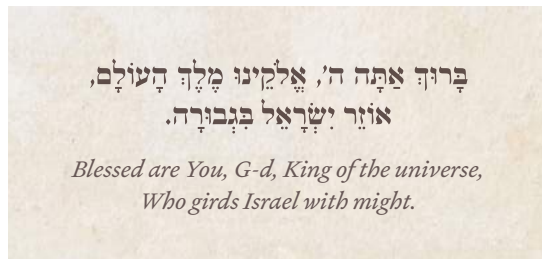 בָּרוּךְ אַתָּה ה', אֱלֹקֵינוּ מֶלֶךְ הָעוֹלָם,
אוֹזֵר יִשְׂרָאֵל בִּגְבוּרָה.
Blessed are You, G-d, King of the universe,
Who girds Israel with might.